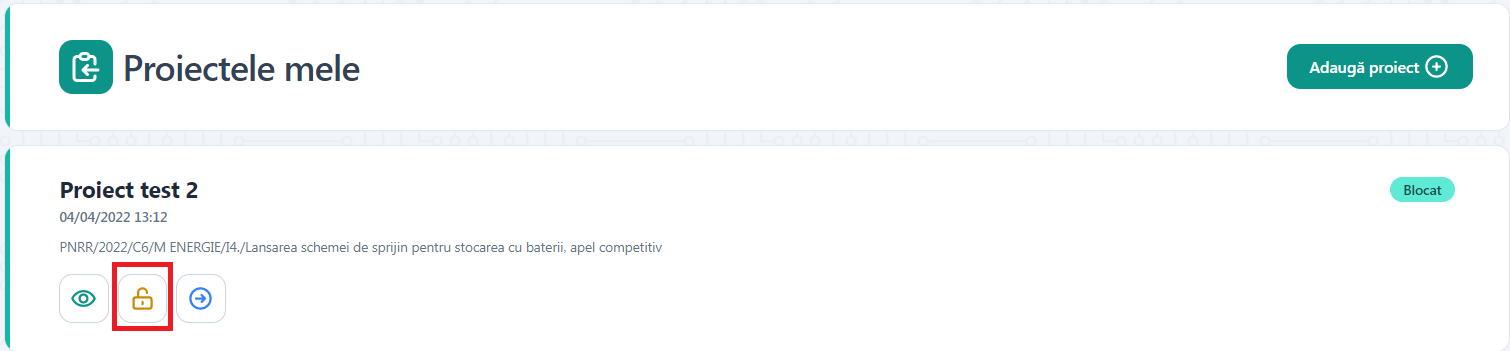 Proiectele mele
Adaugă proiect
Proiect test 2
Blocat
04/04/2022 13:12
PNRR/2022/C6/M ENERGIE/I4./Lansarea schemei de sprijin pentru stocarea cu baterii, apel competitiv